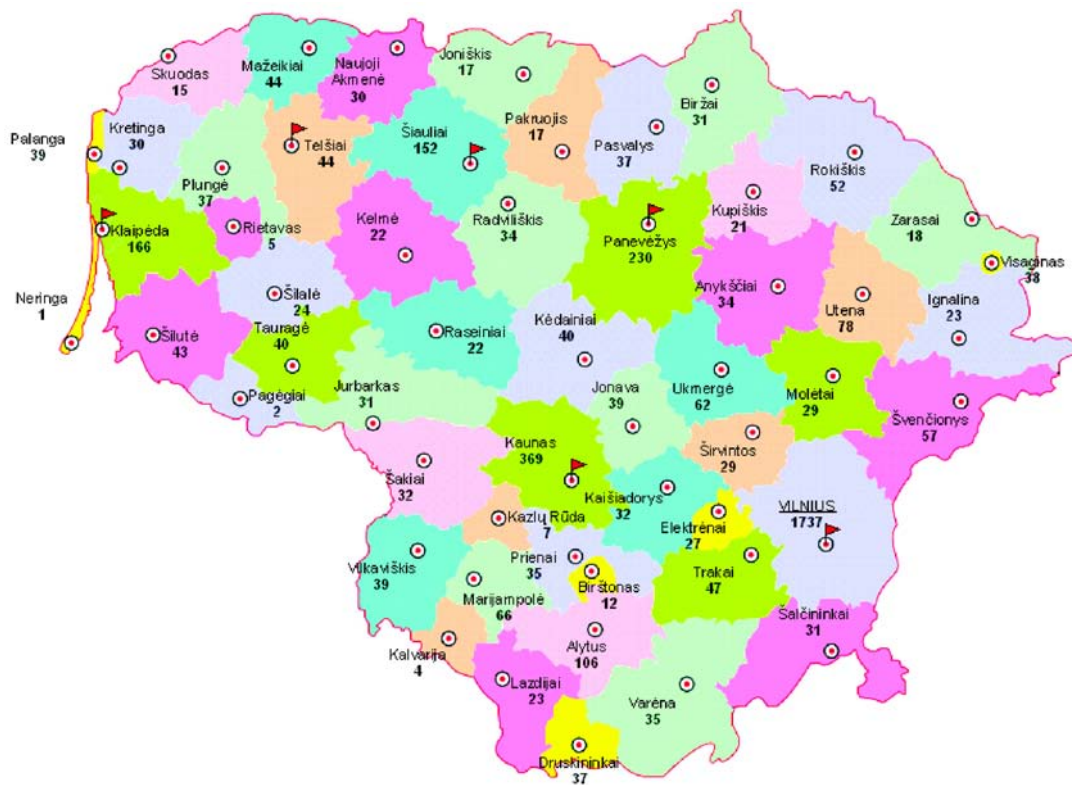 Skuodas
15
Mažeikiai
44
Naujoji
Akmenė
30
Joniškis
17
Pakruojis
17
Pasvalys
37
Biržai
31
Rokiškis
52
Palanga
39
Kretinga
30
Plungė
37
Telšiai
44
Šiauliai
152
Radviliškis
34
Panevėžys
230
Kupiškis
21
Zarasai
18
Visaginas
38
Klaipėda
166
Rietavas
5
Kelmė
22
Anykščiai
34
Utena
78
Ignalina
23
Neringa
1
Šilutė
43
Šilalė
24
Tauragė
40
Raseiniai
22
Kėdainiai
40
Pagėgiai
2
Jurbarkas
31
Jonava
39
Ukmergė
62
Molėtai
29
Švenčionys
57
Šakiai
32
Kaunas
369
Kaišiadorys
32
Širvintos
29
Elektrėnai
27
VILNIUS
1737
Kazlų Rūda
7
Vilkaviškis
39
Marijampolė
66
Prienai
35
Birštonas
12
Trakai
47
Šalčininkai
31
Kalvarija
4
Alytus
106
Lazdijai
23
Varėna
35
Druskininkai
37